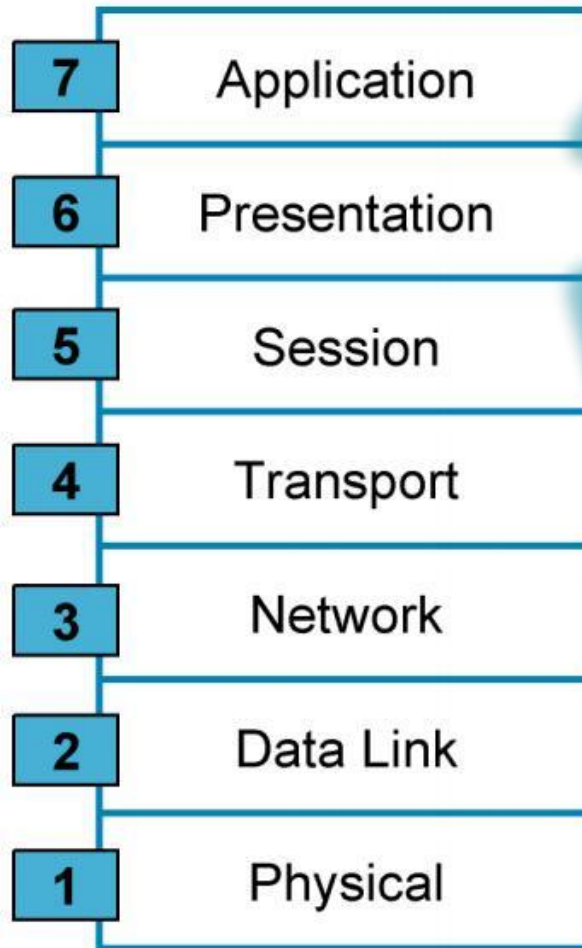 7 Application
6 Presentation
5 Session
4 Transport
3 Network
2 Data Link
1 Physical